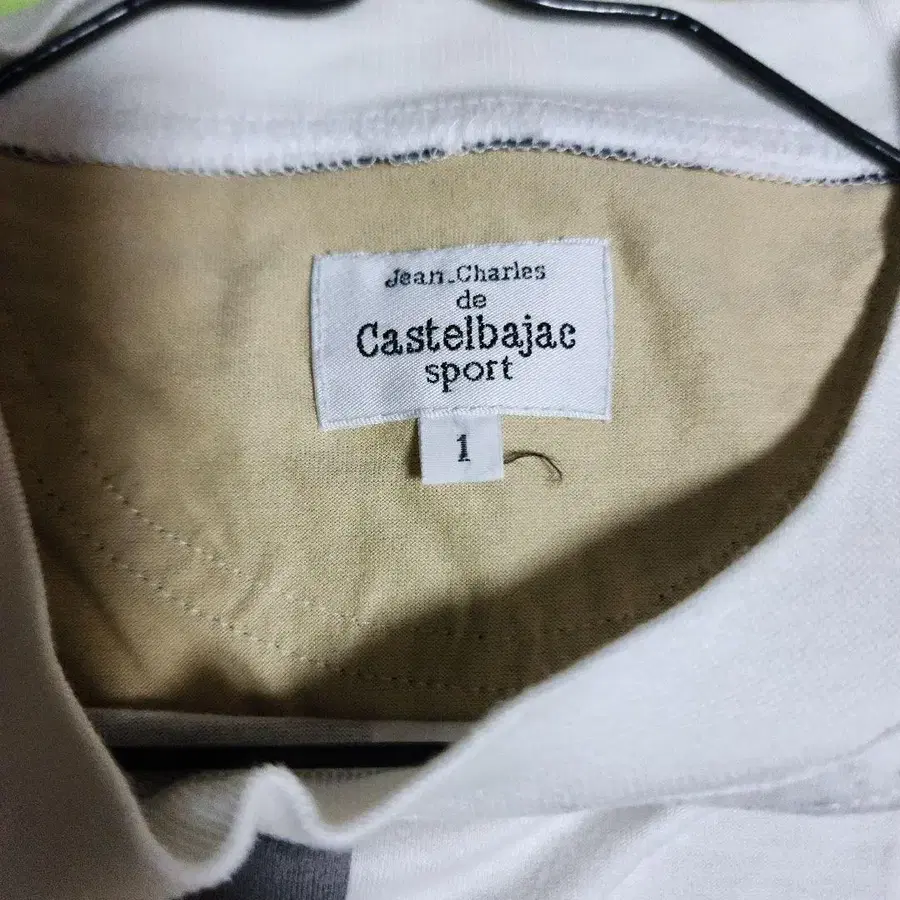 Jean-Charles
de
Castelbajac
sport
1